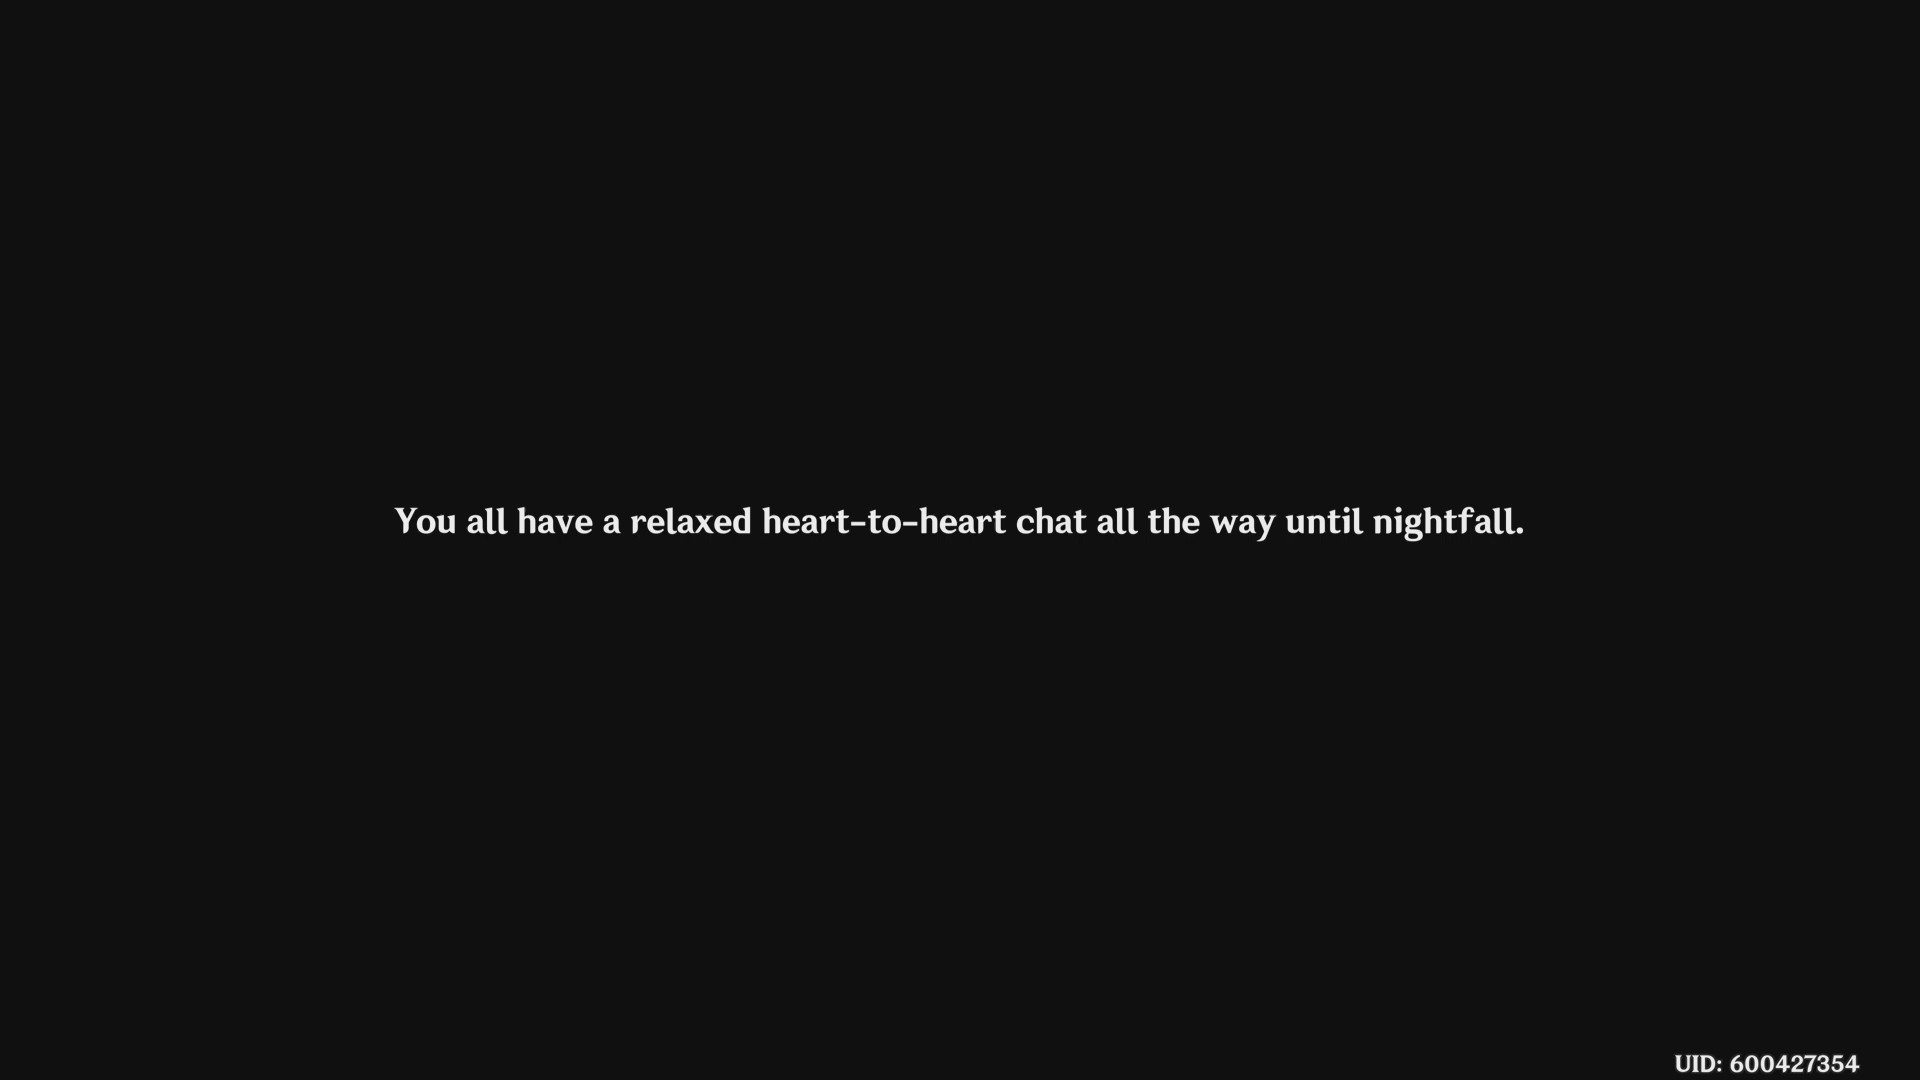 You all have a relaxed heart-to-heart chat all the way until nightfall.
UID: 600427354